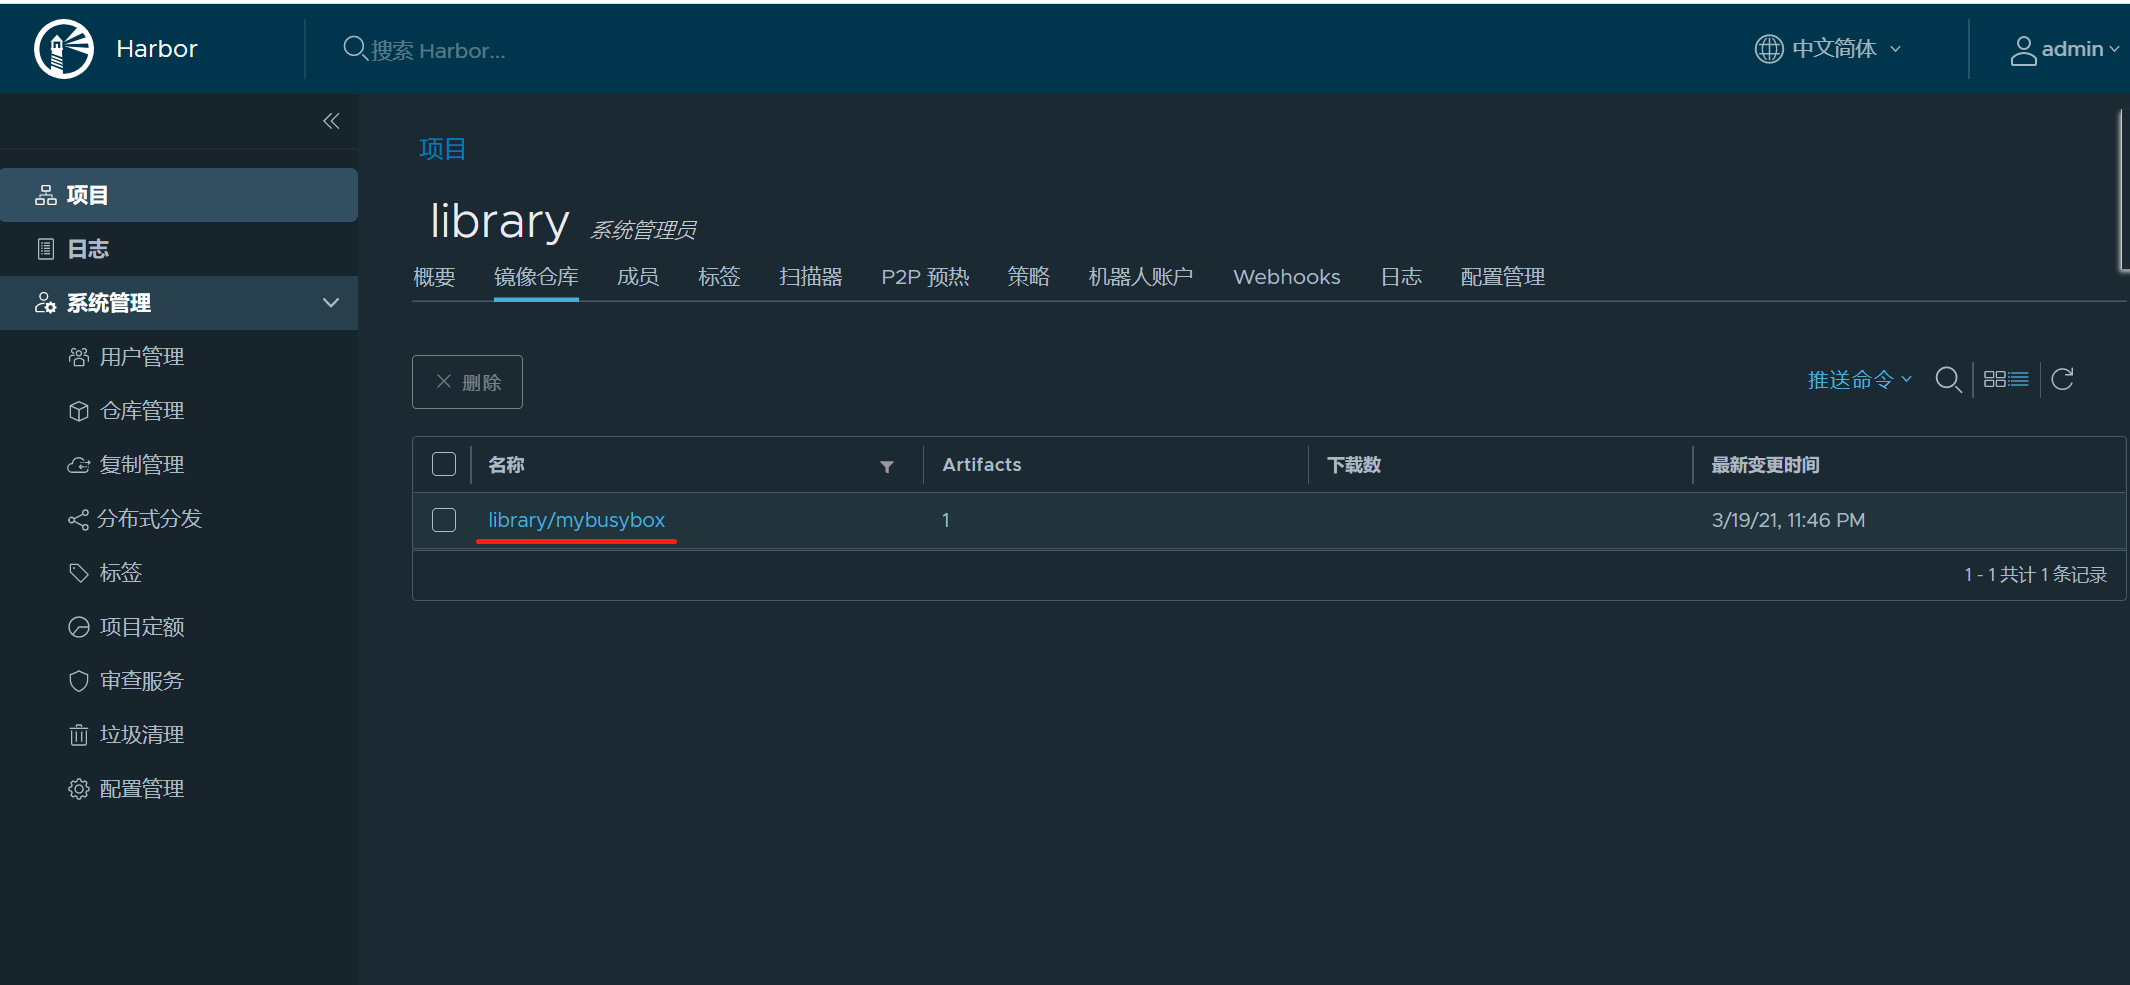 Harbor
搜索 Harbor...
中文简体
admin
项目
日志
系统管理
用户管理
仓库管理
复制管理
分布式分发
标签
项目定额
审查服务
垃圾清理
配置管理
项目
library 系统管理员
概要 镜像仓库 成员 标签 扫描器 P2P 预热 策略 机器人账户 Webhooks 日志 配置管理
删除
推送命令
名称 Artifacts 下载数 最新变更时间
library/mybusybox 1 3/19/21, 11:46 PM
1 - 1 共计 1 条记录